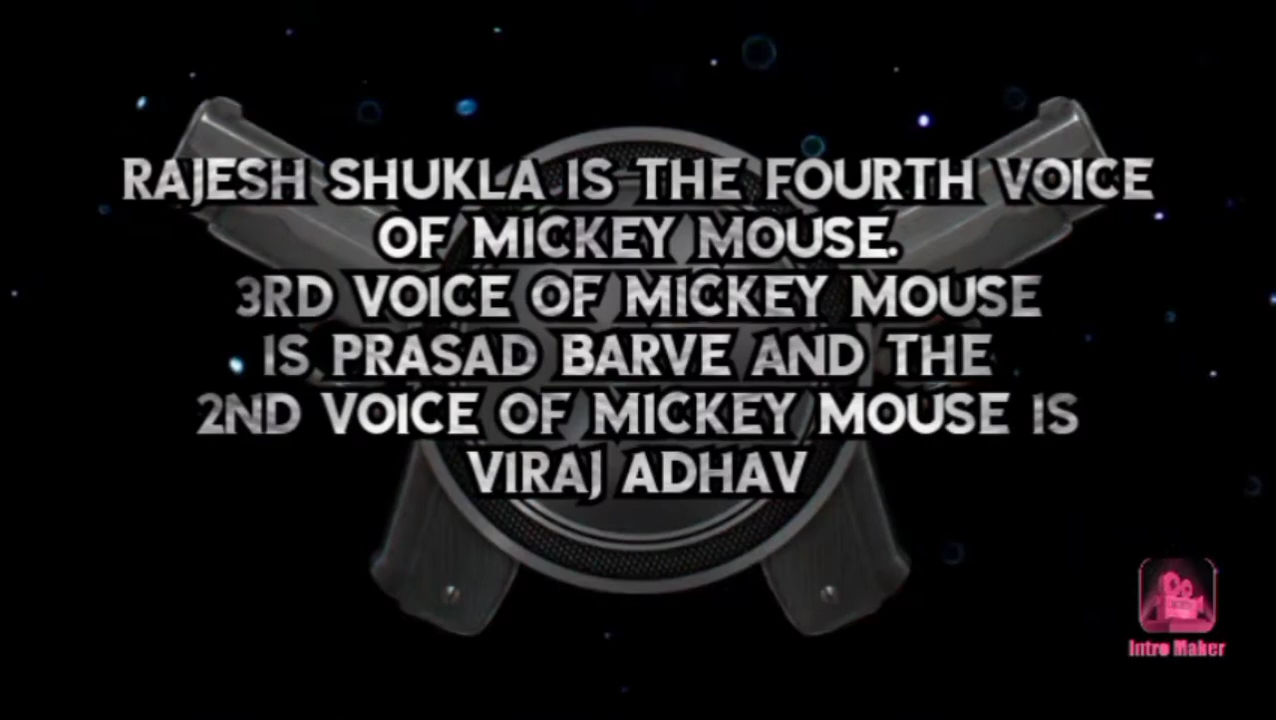 RAJESH SHUKLA IS THE FOURTH VOICE
OF MICKEY MOUSE.
3RD VOICE OF MICKEY MOUSE
IS PRASAD BARVE AND THE
2ND VOICE OF MICKEY MOUSE IS
VIRAJ ADHAV
Intro Maker